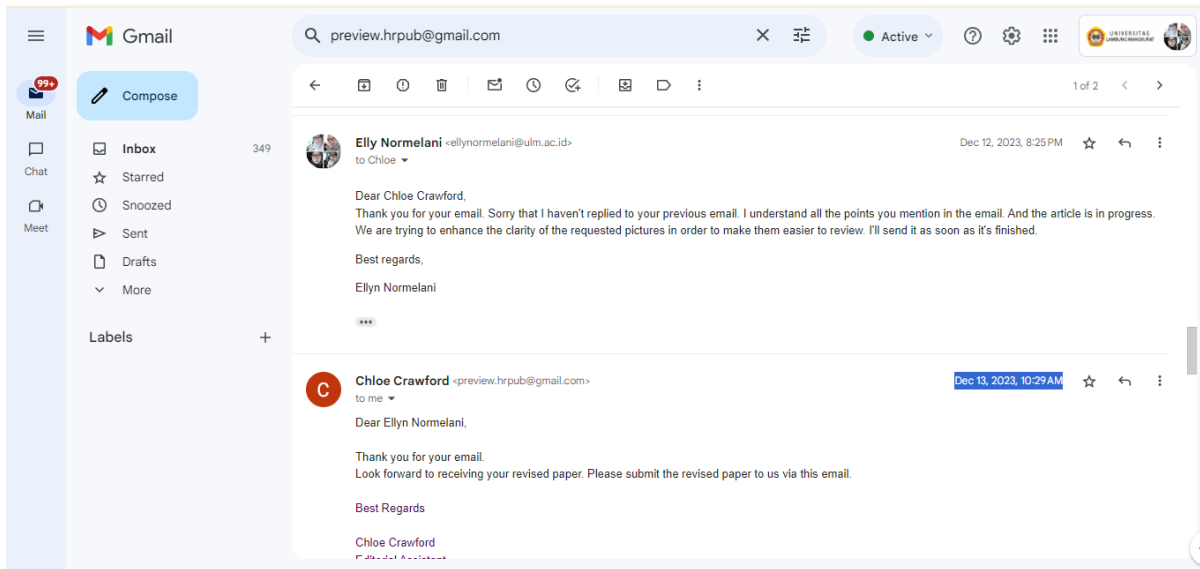 Gmail
preview.hrpub@gmail.com
Active
UNIVERSITAS
LAMBUNG MANGKURAT
99+
Mail
Chat
Meet
Compose
Inbox 349
Starred
Snoozed
Sent
Drafts
More
Labels
1 of 2
Elly Normelani <ellynormelani@ulm.ac.id>
Dec 12, 2023, 8:25 PM
to Chloe
Dear Chloe Crawford,
Thank you for your email. Sorry that I haven't replied to your previous email. I understand all the points you mention in the email. And the article is in progress.
We are trying to enhance the clarity of the requested pictures in order to make them easier to review. I'll send it as soon as it's finished.
Best regards,
Ellyn Normelani
C
Chloe Crawford <preview.hrpub@gmail.com>
Dec 13, 2023, 10:29 AM
to me
Dear Ellyn Normelani,
Thank you for your email.
Look forward to receiving your revised paper. Please submit the revised paper to us via this email.
Best Regards
Chloe Crawford
Editorial Assistant